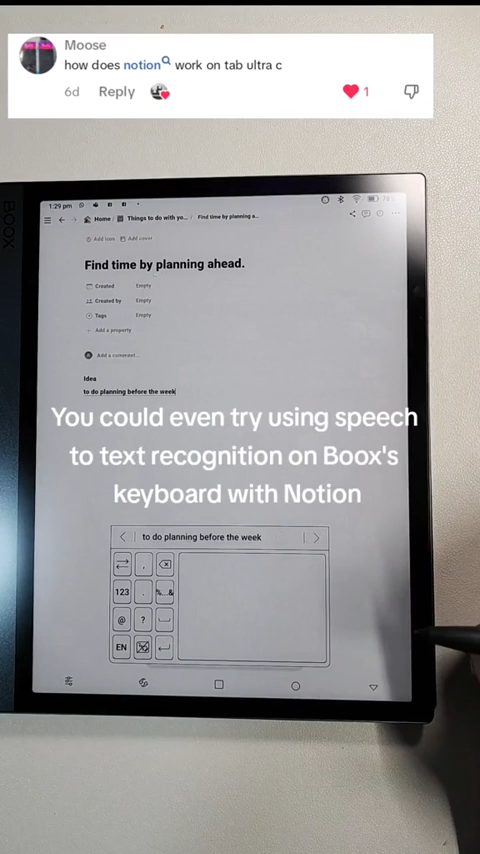 Moose
how does notion work on tab ultra c
6d Reply 1
BOOX
1:29 pm 78%
Home / Things to do with yo... / Find time by planning a...
Add icon Add cover
Find time by planning ahead.
Created Empty
Created by Empty
Tags Empty
+ Add a property
Add a comment...
Idea
to do planning before the week
You could even try using speech
to text recognition on Boox's
keyboard with Notion
to do planning before the week
,
123 .
@ ?
EN